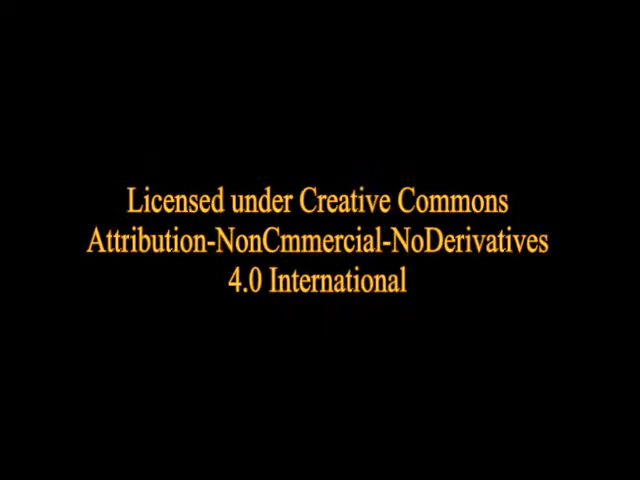 Licensed under Creative Commons
Attribution-NonCmmercial-NoDerivatives
4.0 International